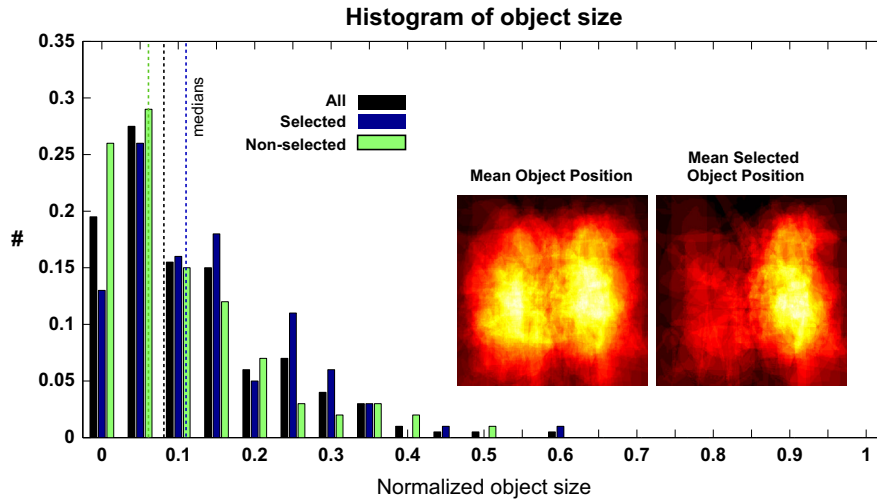 Histogram of object size
0.35
0.3
0.25
0.2
0.15
0.1
0.05
0
#
medians
All
Selected
Non-selected
Mean Object Position
Mean Selected
Object Position
0 0.1 0.2 0.3 0.4 0.5 0.6 0.7 0.8 0.9 1
Normalized object size